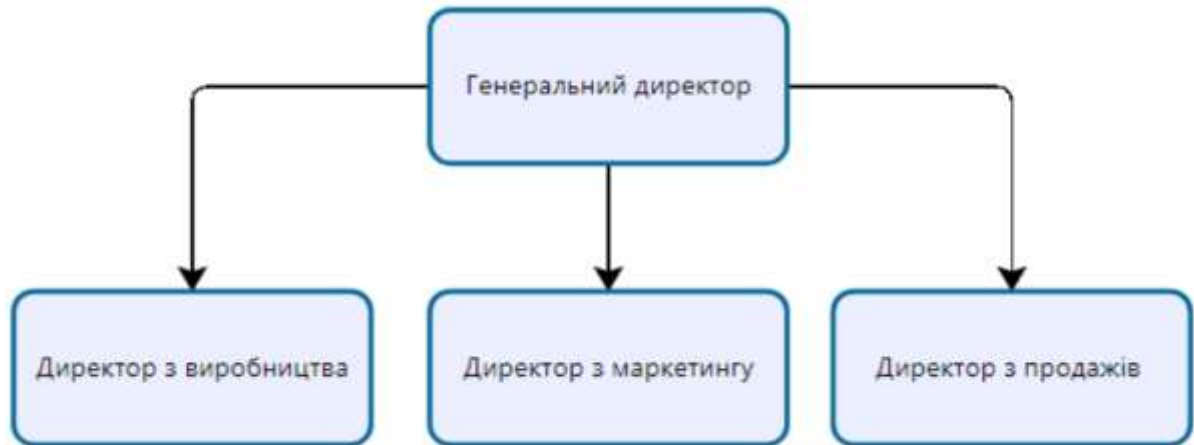 Генеральний директор
Директор з виробництва
Директор з маркетингу
Директор з продажів